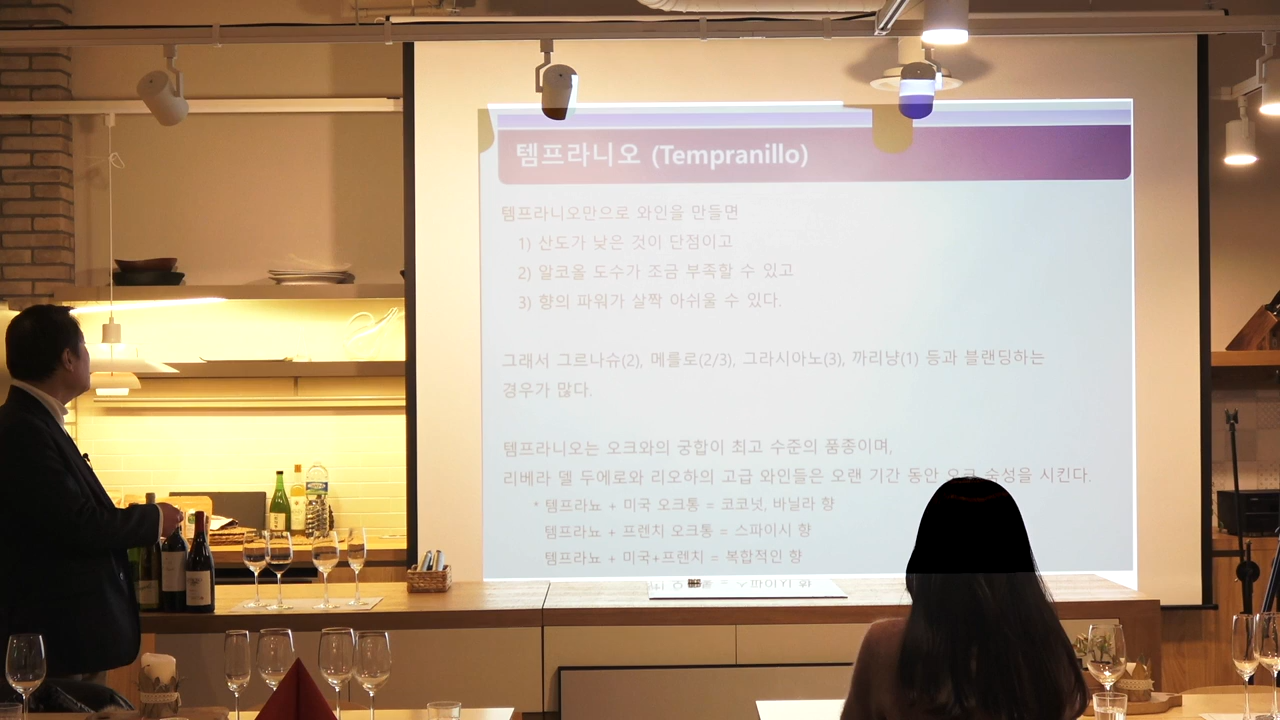 템프라니오 (Tempranillo)
템프라니오만으로 와인을 만들면
1) 산도가 낮은 것이 단점이고
2) 알코올 도수가 조금 부족할 수 있고
3) 향의 파워가 살짝 아쉬울 수 있다.
그래서 그르나슈(2), 메를로(2/3), 그라시아노(3), 까리냥(1) 등과 블랜딩하는
경우가 많다.
템프라니오는 오크와의 궁합이 최고 수준의 품종이며,
리베라 델 두에로와 리오하의 고급 와인들은 오랜 기간 동안 오크 숙성을 시킨다.
* 템프라뇨 + 미국 오크통 = 코코넛, 바닐라 향
템프라뇨 + 프렌치 오크통 = 스파이시 향
템프라뇨 + 미국+프렌치 = 복합적인 향